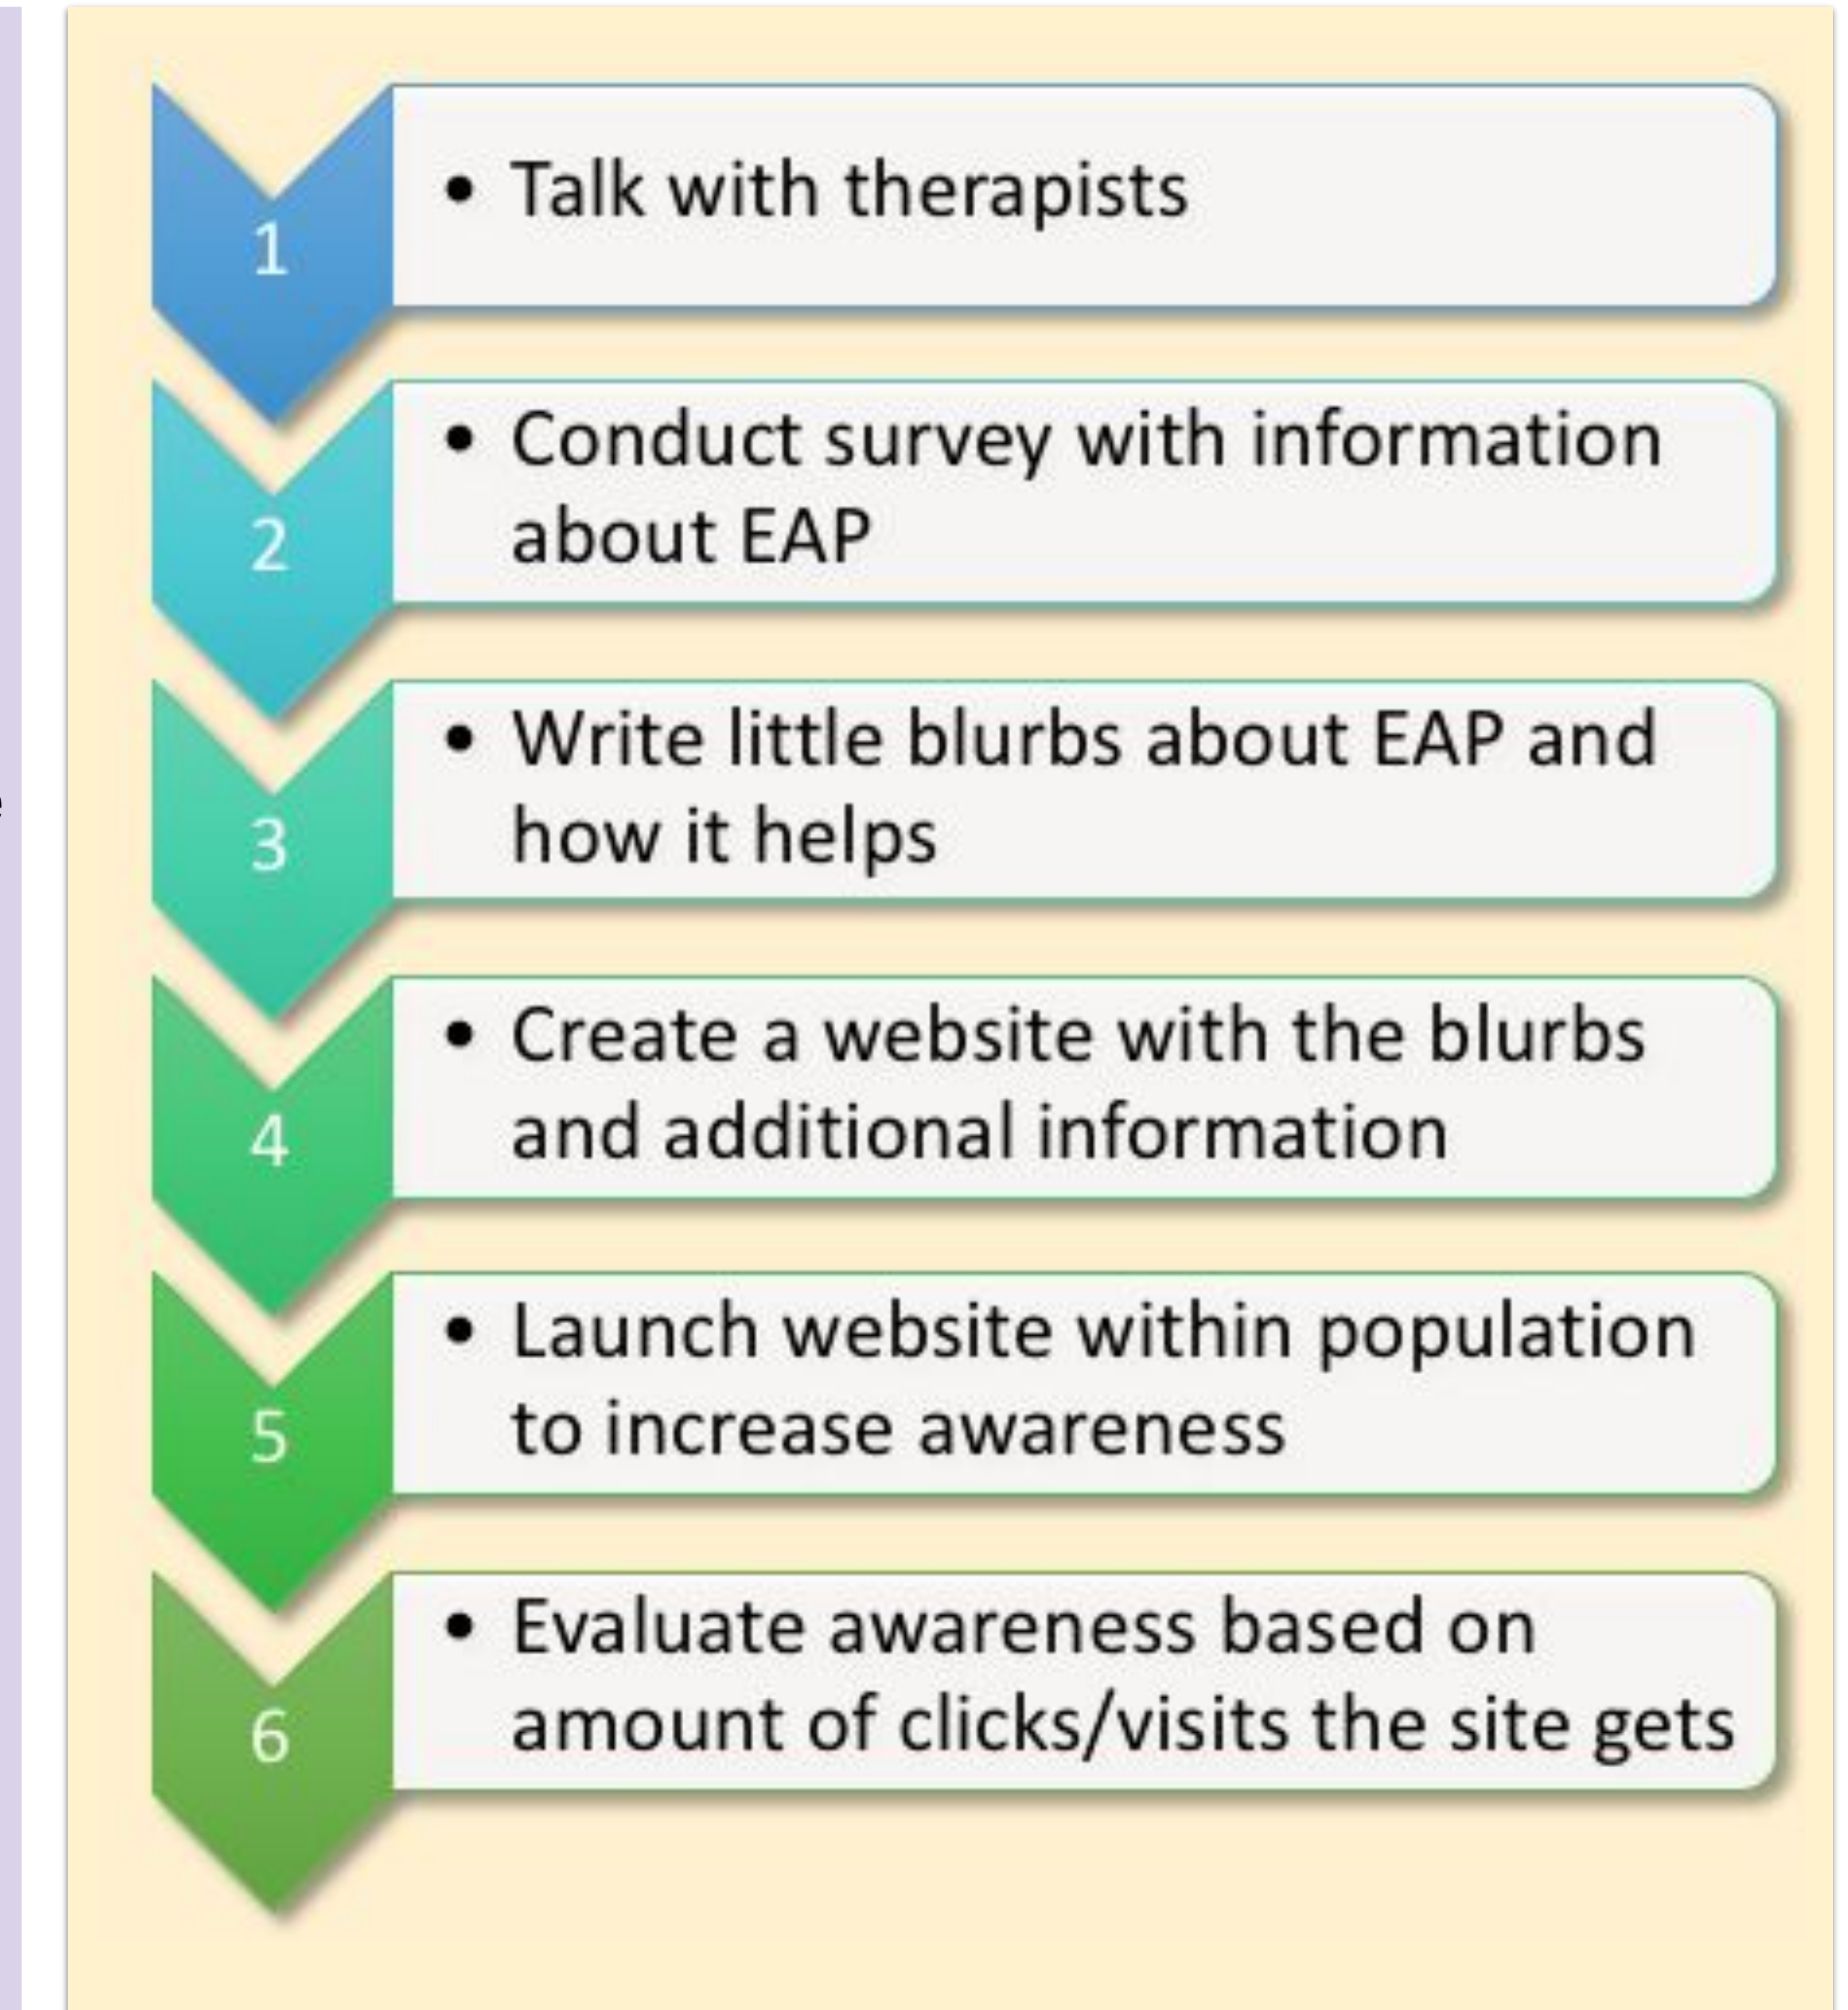 1
• Talk with therapists
2
• Conduct survey with information
about EAP
3
• Write little blurbs about EAP and
how it helps
4
• Create a website with the blurbs
and additional information
5
• Launch website within population
to increase awareness
6
• Evaluate awareness based on
amount of clicks/visits the site gets